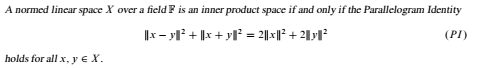 A normed linear space X over a field 𝔽 is an inner product space if and only if the Parallelogram Identity
‖x − y‖² + ‖x + y‖² = 2‖x‖² + 2‖y‖² (PI)
holds for all x, y ∈ X.